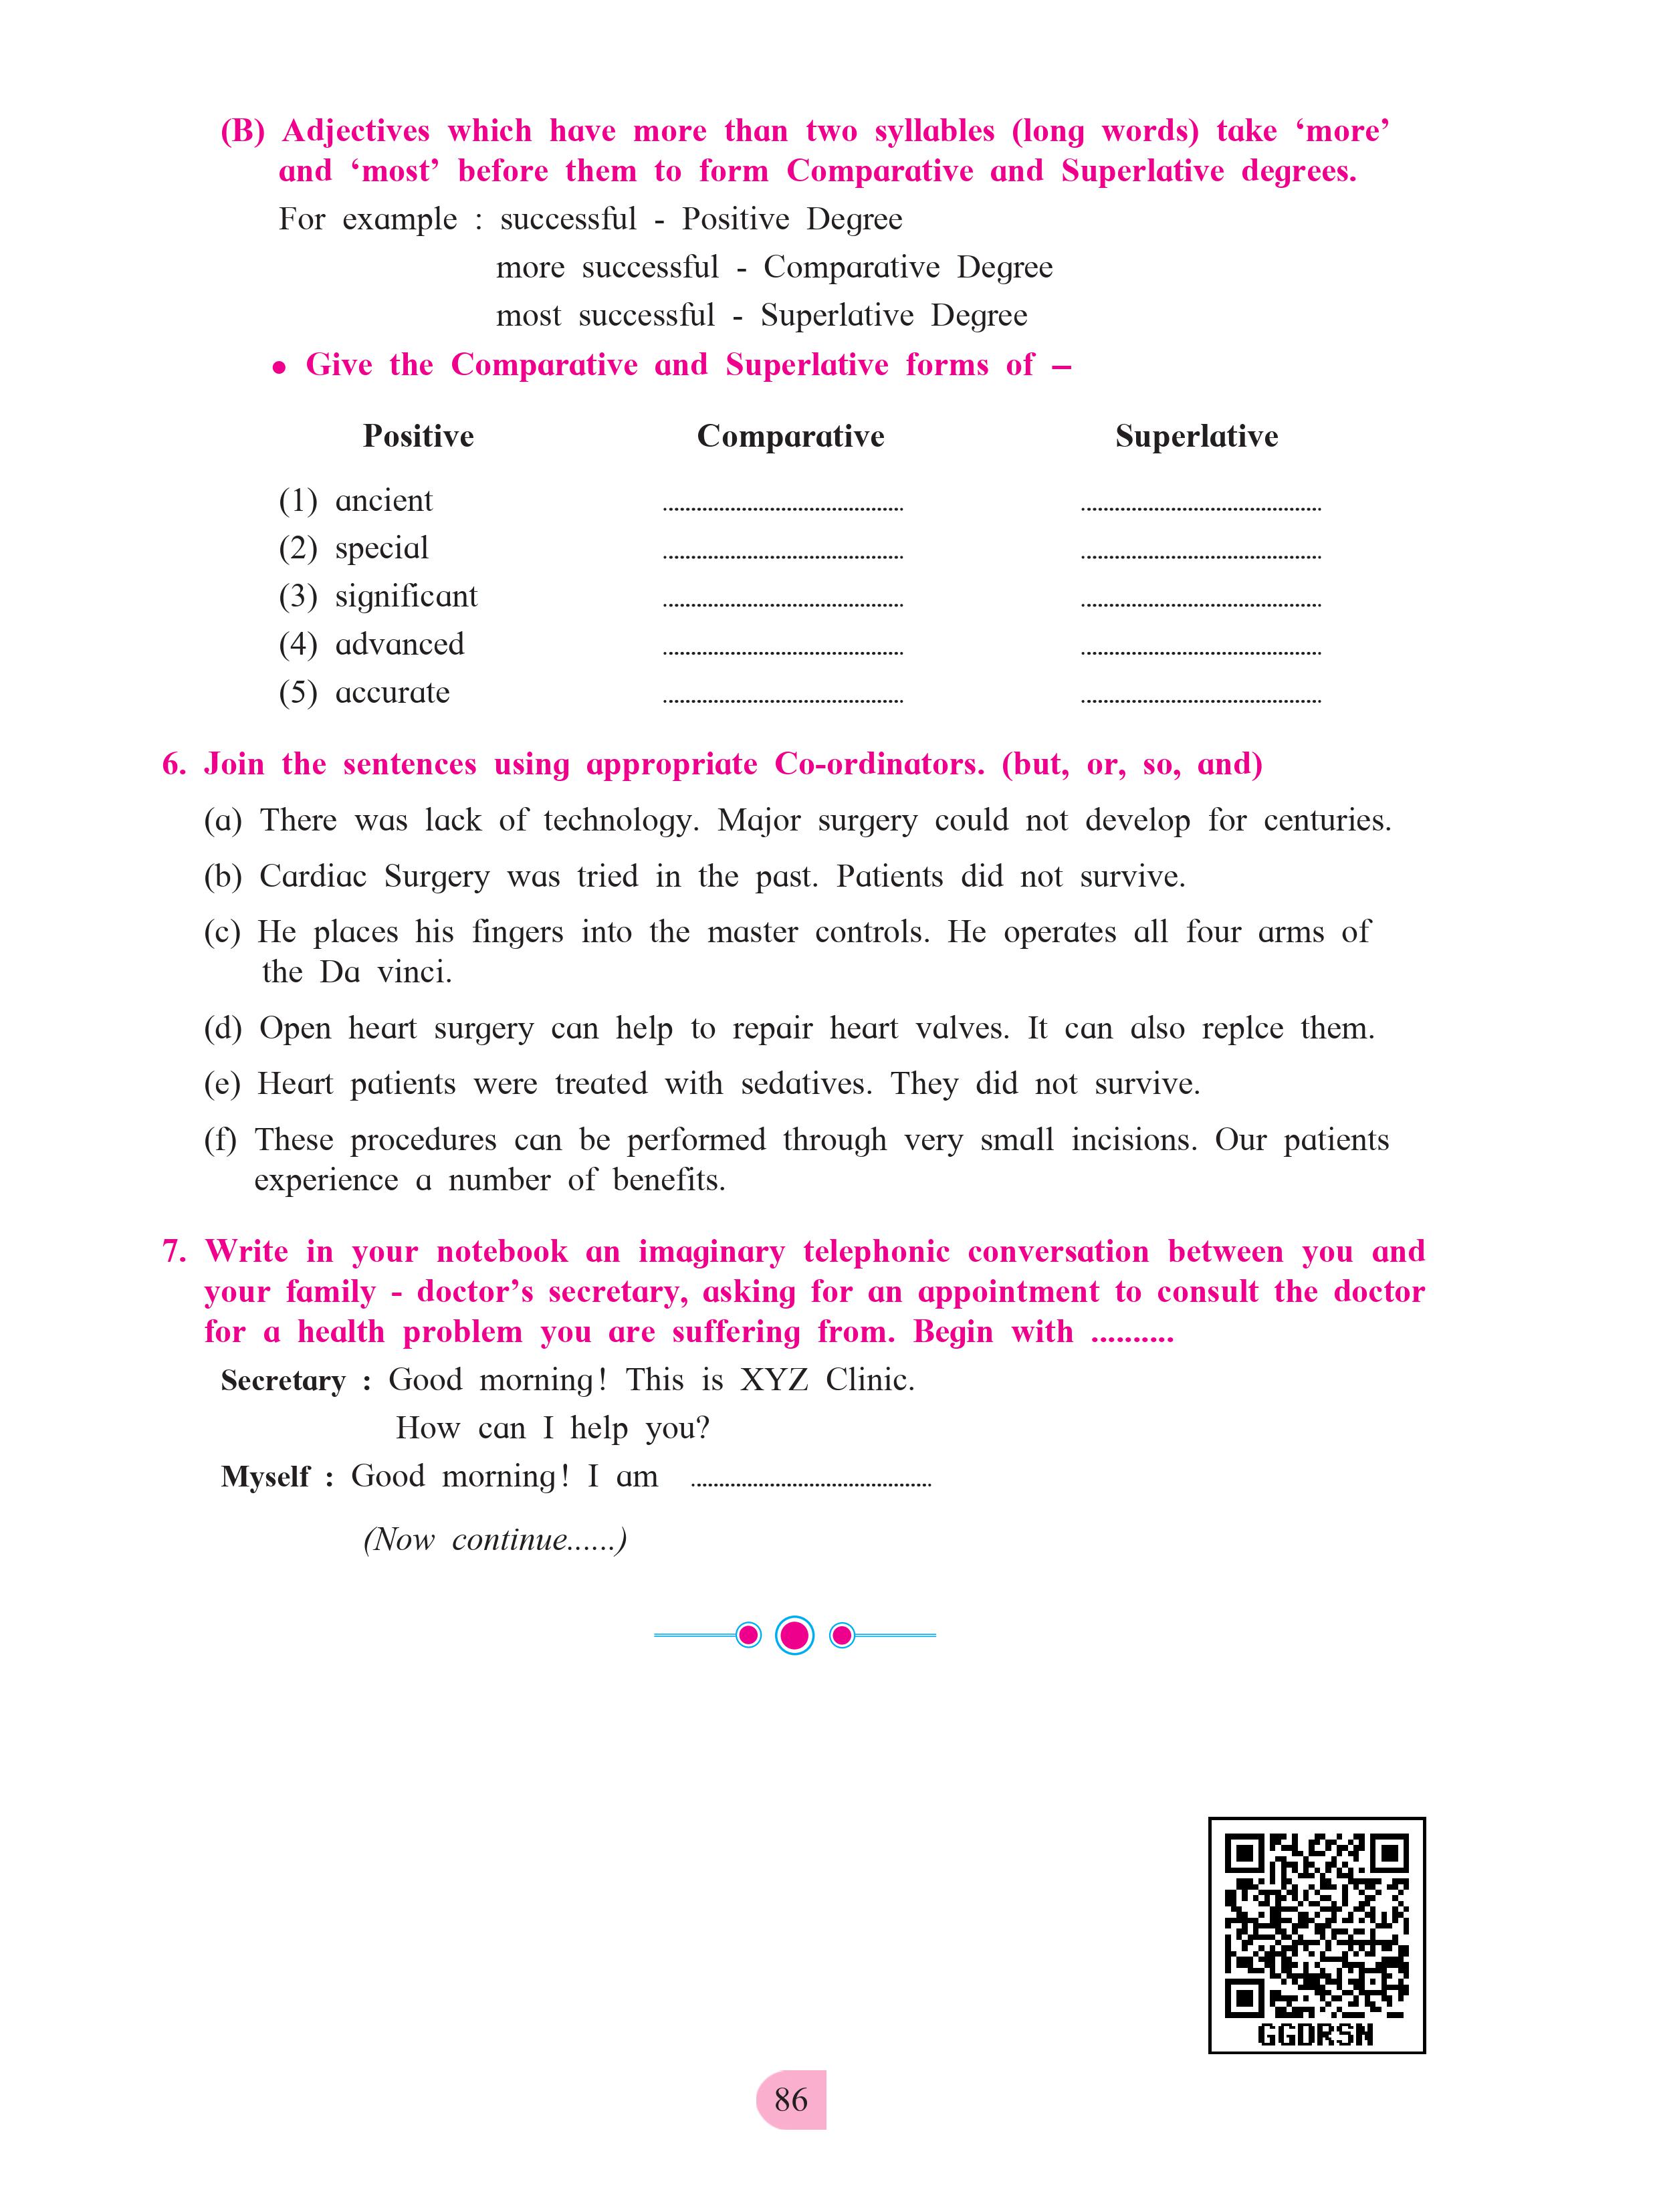 (B) Adjectives which have more than two syllables (long words) take ‘more’
and ‘most’ before them to form Comparative and Superlative degrees.
For example : successful - Positive Degree
more successful - Comparative Degree
most successful - Superlative Degree
• Give the Comparative and Superlative forms of –
Positive Comparative Superlative
(1) ancient ........................................... ...........................................
(2) special ........................................... ...........................................
(3) significant ........................................... ...........................................
(4) advanced ........................................... ...........................................
(5) accurate ........................................... ...........................................
6. Join the sentences using appropriate Co-ordinators. (but, or, so, and)
(a) There was lack of technology. Major surgery could not develop for centuries.
(b) Cardiac Surgery was tried in the past. Patients did not survive.
(c) He places his fingers into the master controls. He operates all four arms of
the Da vinci.
(d) Open heart surgery can help to repair heart valves. It can also replce them.
(e) Heart patients were treated with sedatives. They did not survive.
(f) These procedures can be performed through very small incisions. Our patients
experience a number of benefits.
7. Write in your notebook an imaginary telephonic conversation between you and
your family - doctor’s secretary, asking for an appointment to consult the doctor
for a health problem you are suffering from. Begin with ..........
Secretary : Good morning! This is XYZ Clinic.
How can I help you?
Myself : Good morning! I am ...........................................
(Now continue......)
GGDRSN
86